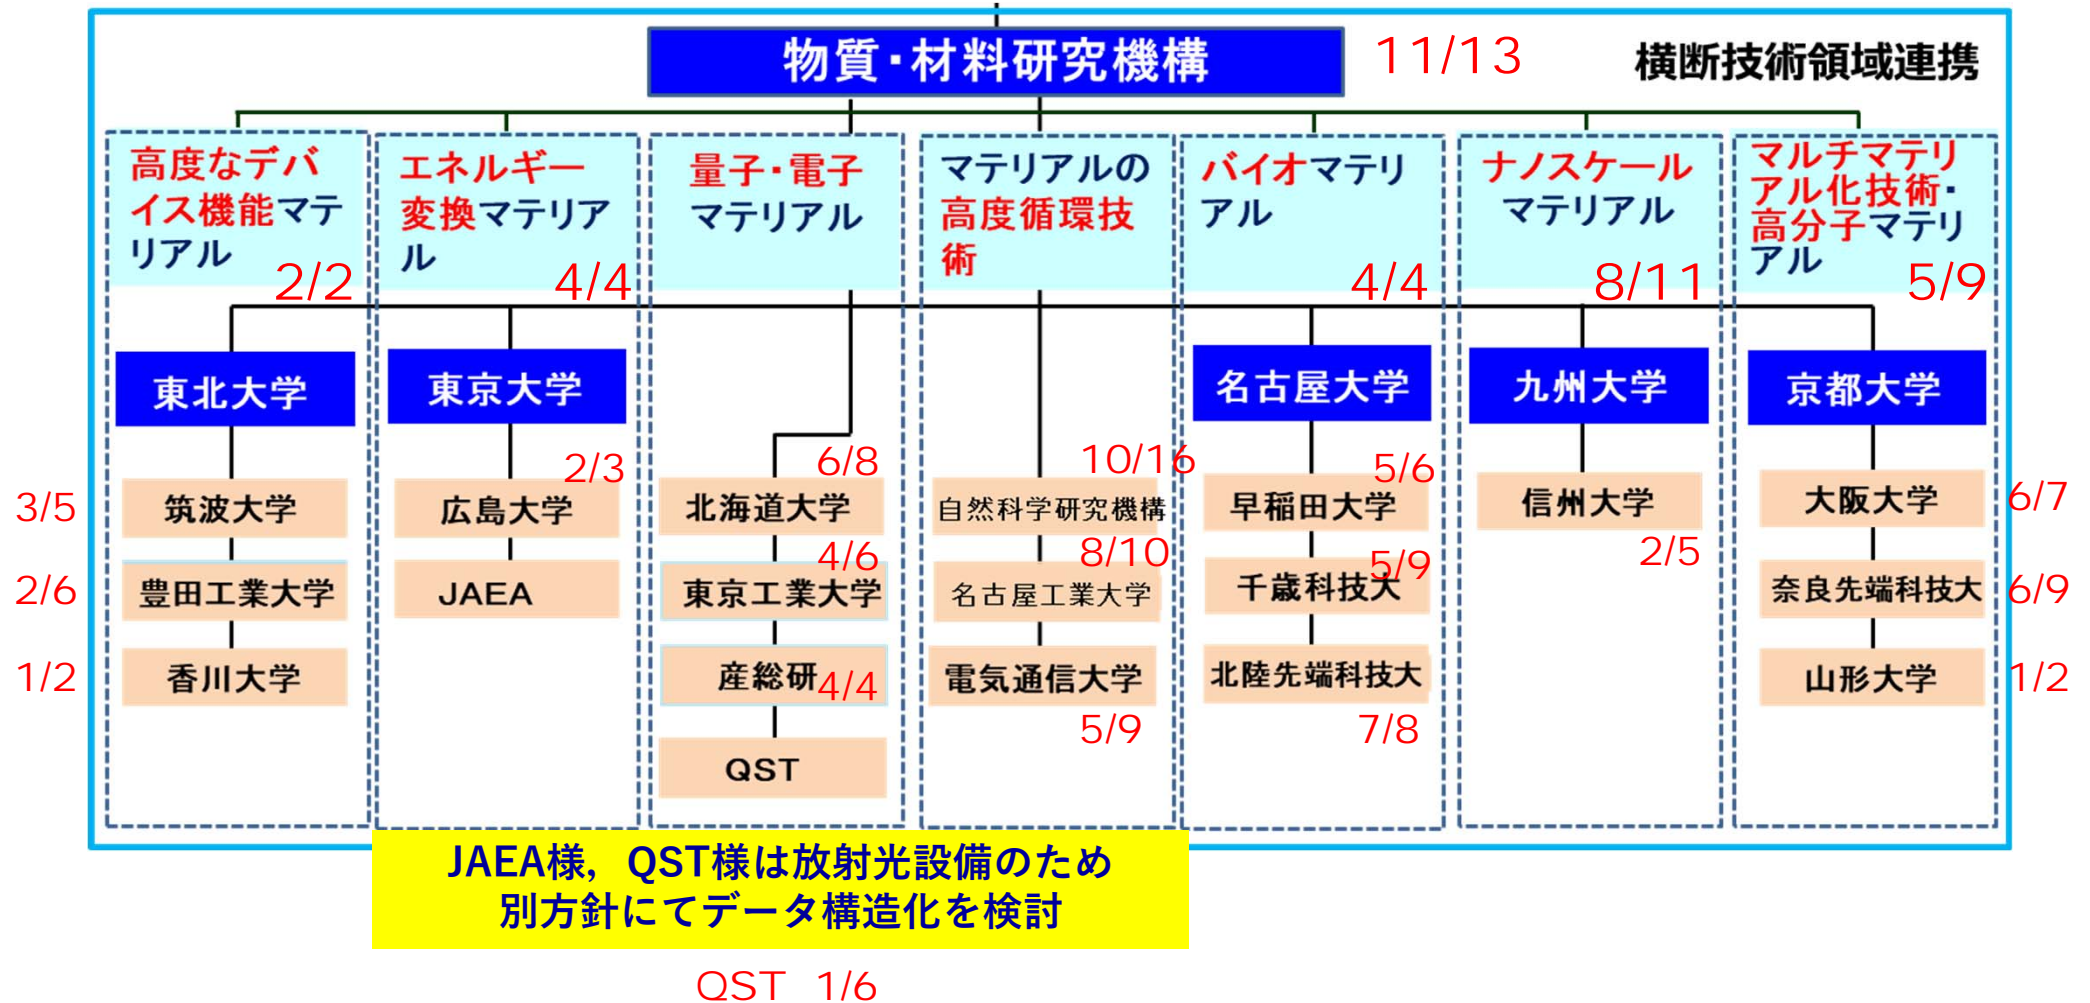 物質・材料研究機構
11/13
横断技術領域連携
高度なデバ
イス機能マテ
リアル
2/2
エネルギー
変換マテリア
ル
4/4
量子・電子
マテリアル
マテリアルの
高度循環技
術
バイオマテリ
アル
4/4
ナノスケール
マテリアル
8/11
マルチマテリ
アル化技術・
高分子マテリ
アル
5/9
東北大学
東京大学
名古屋大学
九州大学
京都大学
3/5
筑波大学
2/6
豊田工業大学
1/2
香川大学
2/3
広島大学
JAEA
6/8
北海道大学
4/6
東京工業大学
産総研
4/4
QST
10/16
自然科学研究機構
8/10
名古屋工業大学
電気通信大学
5/9
5/6
早稲田大学
5/9
千歳科技大
北陸先端科技大
7/8
信州大学
2/5
大阪大学
6/7
奈良先端科技大
6/9
山形大学
1/2
JAEA様，QST様は放射光設備のため
別方針にてデータ構造化を検討
QST 1/6